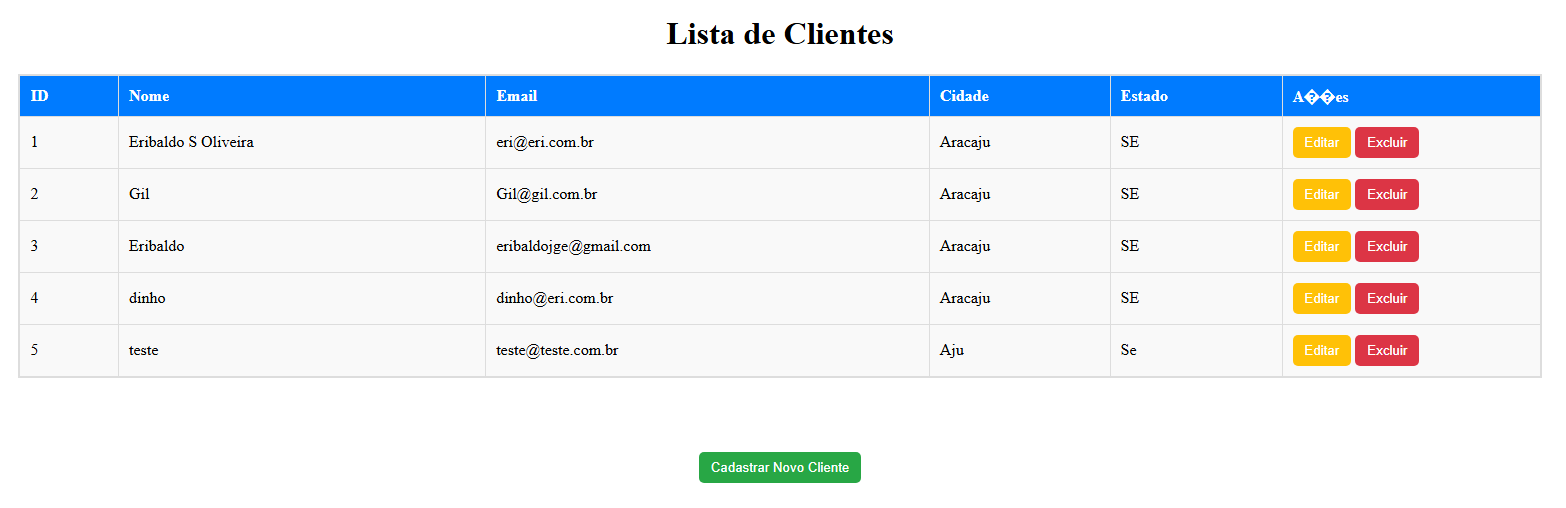 Lista de Clientes
ID Nome Email Cidade Estado A��es
1 Eribaldo S Oliveira eri@eri.com.br Aracaju SE Editar Excluir
2 Gil Gil@gil.com.br Aracaju SE Editar Excluir
3 Eribaldo eribaldojge@gmail.com Aracaju SE Editar Excluir
4 dinho dinho@eri.com.br Aracaju SE Editar Excluir
5 teste teste@teste.com.br Aju Se Editar Excluir
Cadastrar Novo Cliente